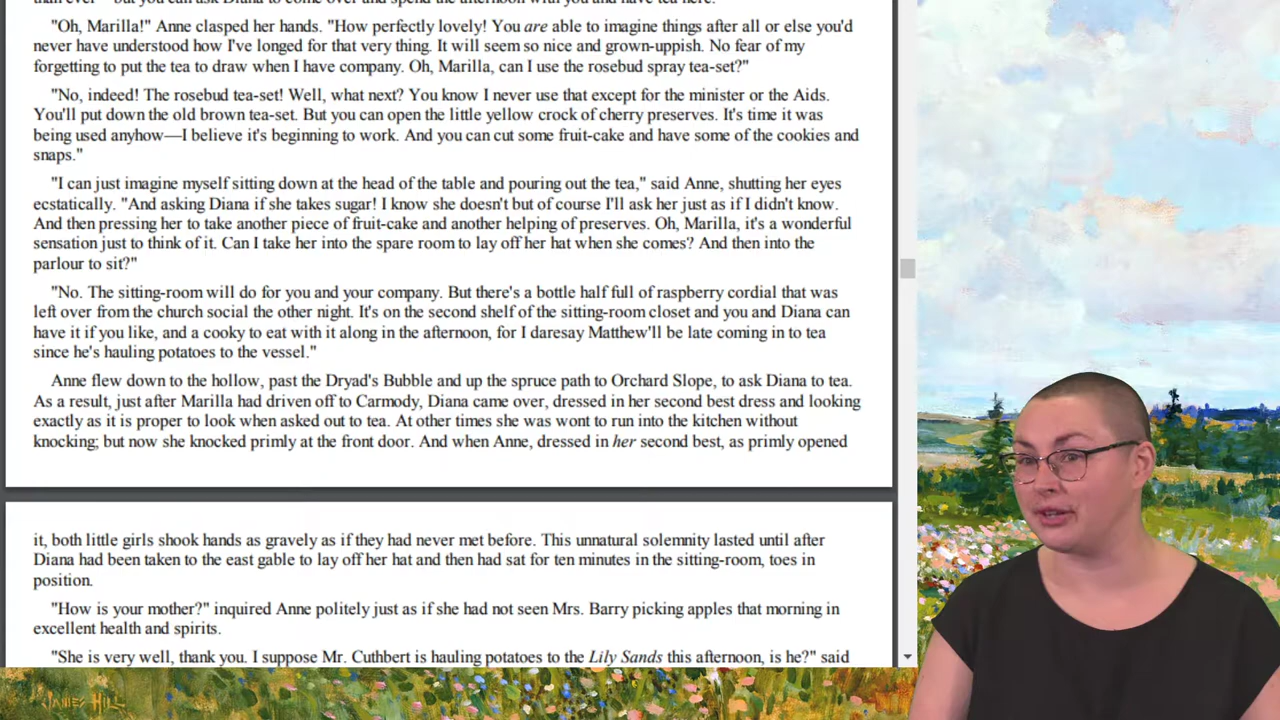 "Oh, Marilla!" Anne clasped her hands. "How perfectly lovely! You are able to imagine things after all or else you'd
never have understood how I've longed for that very thing. It will seem so nice and grown-uppish. No fear of my
forgetting to put the tea to draw when I have company. Oh, Marilla, can I use the rosebud spray tea-set?"
"No, indeed! The rosebud tea-set! Well, what next? You know I never use that except for the minister or the Aids.
You'll put down the old brown tea-set. But you can open the little yellow crock of cherry preserves. It's time it was
being used anyhow—I believe it's beginning to work. And you can cut some fruit-cake and have some of the cookies and
snaps."
"I can just imagine myself sitting down at the head of the table and pouring out the tea," said Anne, shutting her eyes
ecstatically. "And asking Diana if she takes sugar! I know she doesn't but of course I'll ask her just as if I didn't know.
And then pressing her to take another piece of fruit-cake and another helping of preserves. Oh, Marilla, it's a wonderful
sensation just to think of it. Can I take her into the spare room to lay off her hat when she comes? And then into the
parlour to sit?"
"No. The sitting-room will do for you and your company. But there's a bottle half full of raspberry cordial that was
left over from the church social the other night. It's on the second shelf of the sitting-room closet and you and Diana can
have it if you like, and a cooky to eat with it along in the afternoon, for I daresay Matthew'll be late coming in to tea
since he's hauling potatoes to the vessel."
Anne flew down to the hollow, past the Dryad's Bubble and up the spruce path to Orchard Slope, to ask Diana to tea.
As a result, just after Marilla had driven off to Carmody, Diana came over, dressed in her second best dress and looking
exactly as it is proper to look when asked out to tea. At other times she was wont to run into the kitchen without
knocking; but now she knocked primly at the front door. And when Anne, dressed in her second best, as primly opened
it, both little girls shook hands as gravely as if they had never met before. This unnatural solemnity lasted until after
Diana had been taken to the east gable to lay off her hat and then had sat for ten minutes in the sitting-room, toes in
position.
"How is your mother?" inquired Anne politely just as if she had not seen Mrs. Barry picking apples that morning in
excellent health and spirits.
"She is very well, thank you. I suppose Mr. Cuthbert is hauling potatoes to the Lily Sands this afternoon, is he?" said
JAMES HILL